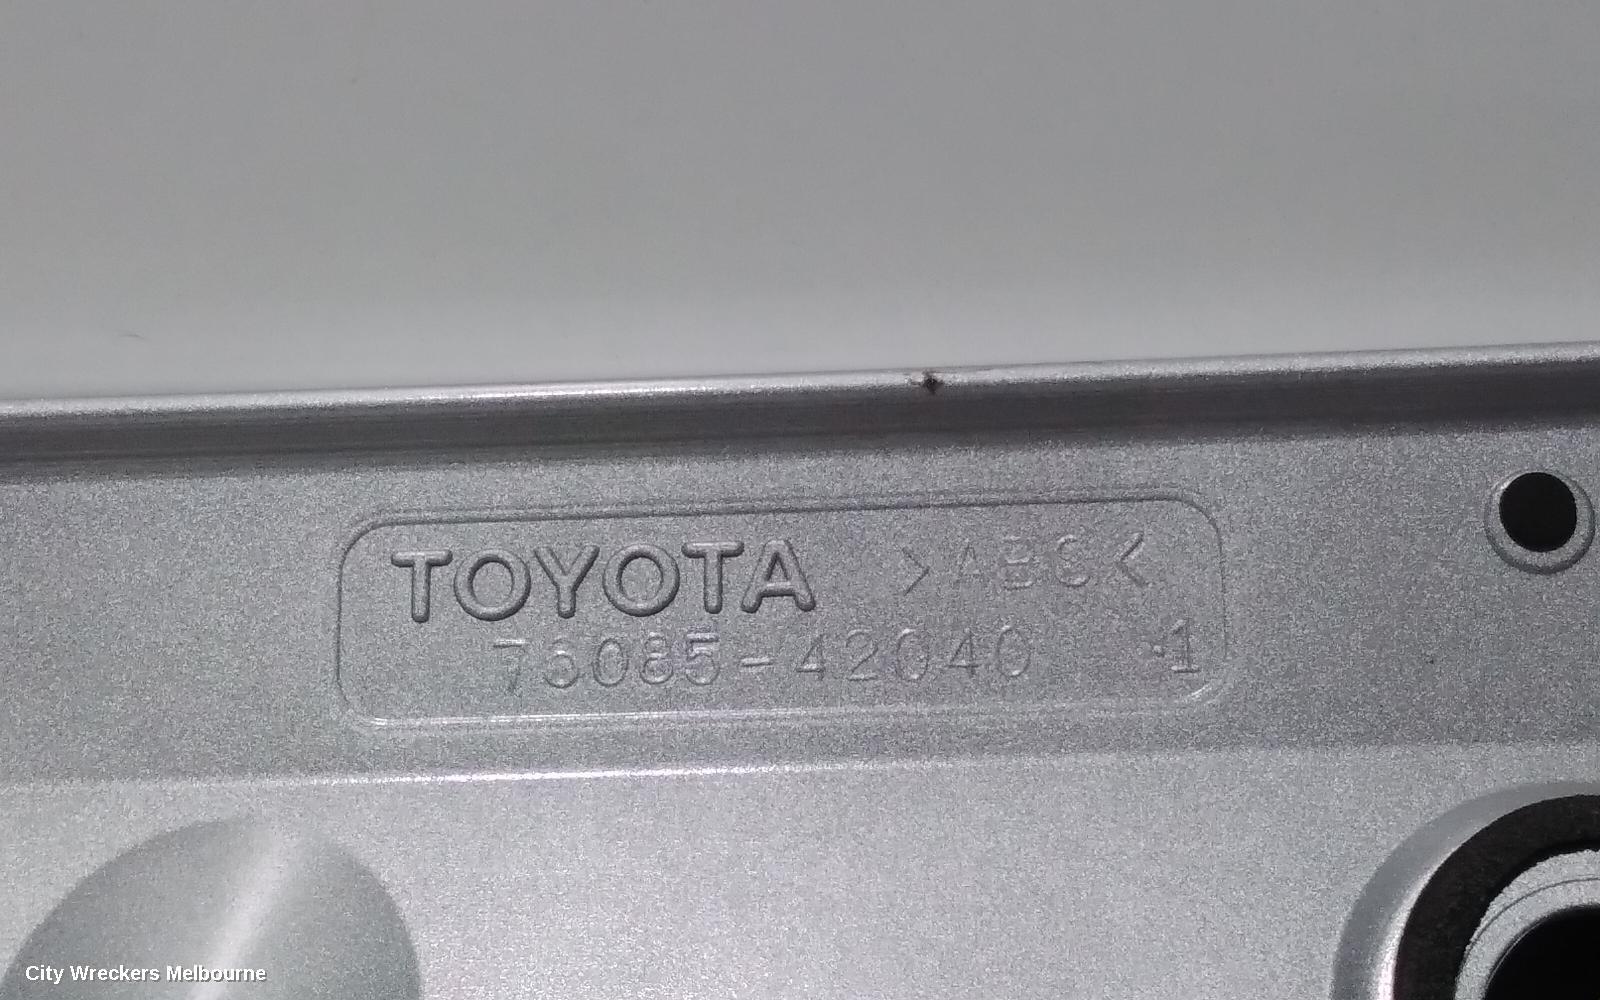 TOYOTA >ABS<
76085-42040 ·1
City Wreckers Melbourne